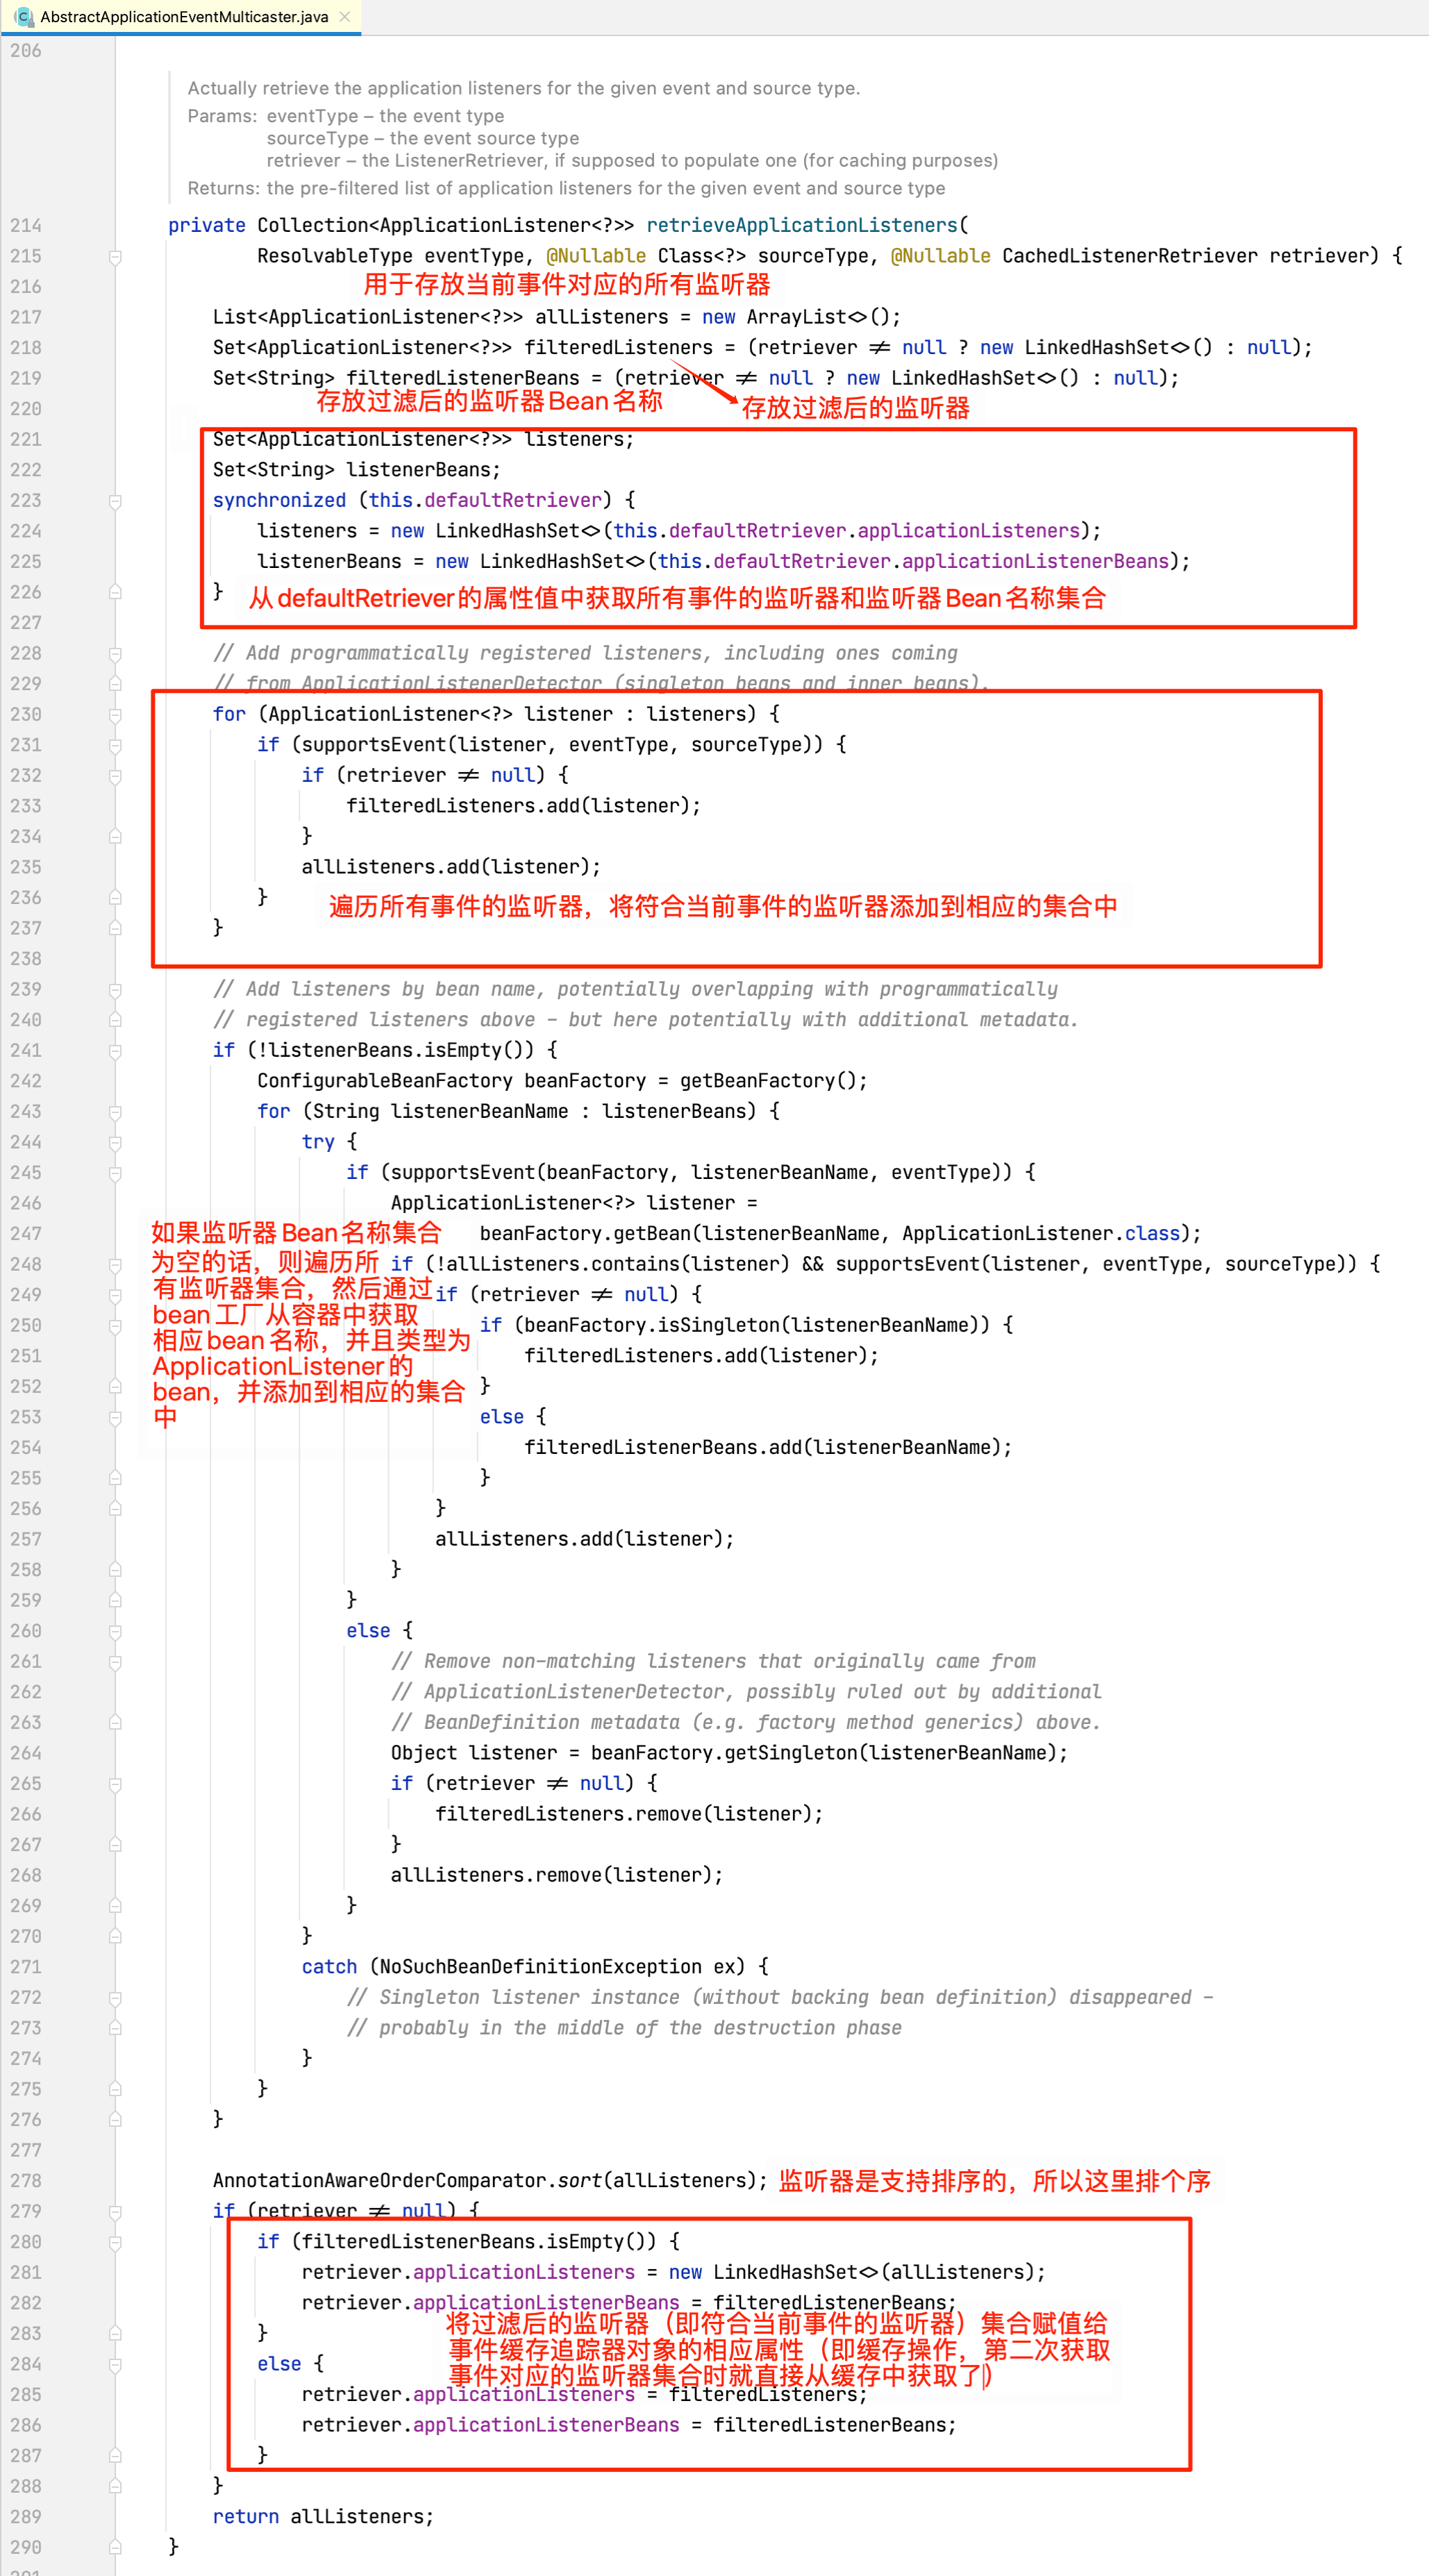 AbstractApplicationEventMulticaster.java
206
Actually retrieve the application listeners for the given event and source type.
Params: eventType – the event type
sourceType – the event source type
retriever – the ListenerRetriever, if supposed to populate one (for caching purposes)
Returns: the pre-filtered list of application listeners for the given event and source type
214 private Collection<ApplicationListener<?>> retrieveApplicationListeners(
215 ResolvableType eventType, @Nullable Class<?> sourceType, @Nullable CachedListenerRetriever retriever) {
216 用于存放当前事件对应的所有监听器
217 List<ApplicationListener<?>> allListeners = new ArrayList<>();
218 Set<ApplicationListener<?>> filteredListeners = (retriever != null ? new LinkedHashSet<>() : null);
219 Set<String> filteredListenerBeans = (retriever != null ? new LinkedHashSet<>() : null);
220 存放过滤后的监听器Bean名称 存放过滤后的监听器
221 Set<ApplicationListener<?>> listeners;
222 Set<String> listenerBeans;
223 synchronized (this.defaultRetriever) {
224 listeners = new LinkedHashSet<>(this.defaultRetriever.applicationListeners);
225 listenerBeans = new LinkedHashSet<>(this.defaultRetriever.applicationListenerBeans);
226 } 从defaultRetriever的属性值中获取所有事件的监听器和监听器Bean名称集合
227
228 // Add programmatically registered listeners, including ones coming
229 // from ApplicationListenerDetector (singleton beans and inner beans).
230 for (ApplicationListener<?> listener : listeners) {
231 if (supportsEvent(listener, eventType, sourceType)) {
232 if (retriever != null) {
233 filteredListeners.add(listener);
234 }
235 allListeners.add(listener);
236 } 遍历所有事件的监听器，将符合当前事件的监听器添加到相应的集合中
237 }
238
239 // Add listeners by bean name, potentially overlapping with programmatically
240 // registered listeners above - but here potentially with additional metadata.
241 if (!listenerBeans.isEmpty()) {
242 ConfigurableBeanFactory beanFactory = getBeanFactory();
243 for (String listenerBeanName : listenerBeans) {
244 try {
245 if (supportsEvent(beanFactory, listenerBeanName, eventType)) {
246 ApplicationListener<?> listener =
247 beanFactory.getBean(listenerBeanName, ApplicationListener.class);
248 if (!allListeners.contains(listener) && supportsEvent(listener, eventType, sourceType)) {
249 if (retriever != null) {
250 if (beanFactory.isSingleton(listenerBeanName)) {
251 filteredListeners.add(listener);
252 }
253 else {
254 filteredListenerBeans.add(listenerBeanName);
如果监听器Bean名称集合
为空的话，则遍历所
有监听器集合，然后通过
bean工厂从容器中获取
相应bean名称，并且类型为
ApplicationListener的
bean，并添加到相应的集合
中
255 }
256 }
257 allListeners.add(listener);
258 }
259 }
260 else {
261 // Remove non-matching listeners that originally came from
262 // ApplicationListenerDetector, possibly ruled out by additional
263 // BeanDefinition metadata (e.g. factory method generics) above.
264 Object listener = beanFactory.getSingleton(listenerBeanName);
265 if (retriever != null) {
266 filteredListeners.remove(listener);
267 }
268 allListeners.remove(listener);
269 }
270 }
271 catch (NoSuchBeanDefinitionException ex) {
272 // Singleton listener instance (without backing bean definition) disappeared -
273 // probably in the middle of the destruction phase
274 }
275 }
276 }
277
278 AnnotationAwareOrderComparator.sort(allListeners); 监听器是支持排序的，所以这里排个序
279 if (retriever != null) {
280 if (filteredListenerBeans.isEmpty()) {
281 retriever.applicationListeners = new LinkedHashSet<>(allListeners);
282 retriever.applicationListenerBeans = filteredListenerBeans;
283 }
284 else {
将过滤后的监听器（即符合当前事件的监听器）集合赋值给
事件缓存追踪器对象的相应属性（即缓存操作，第二次获取
事件对应的监听器集合时就直接从缓存中获取了）
285 retriever.applicationListeners = filteredListeners;
286 retriever.applicationListenerBeans = filteredListenerBeans;
287 }
288 }
289 return allListeners;
290 }